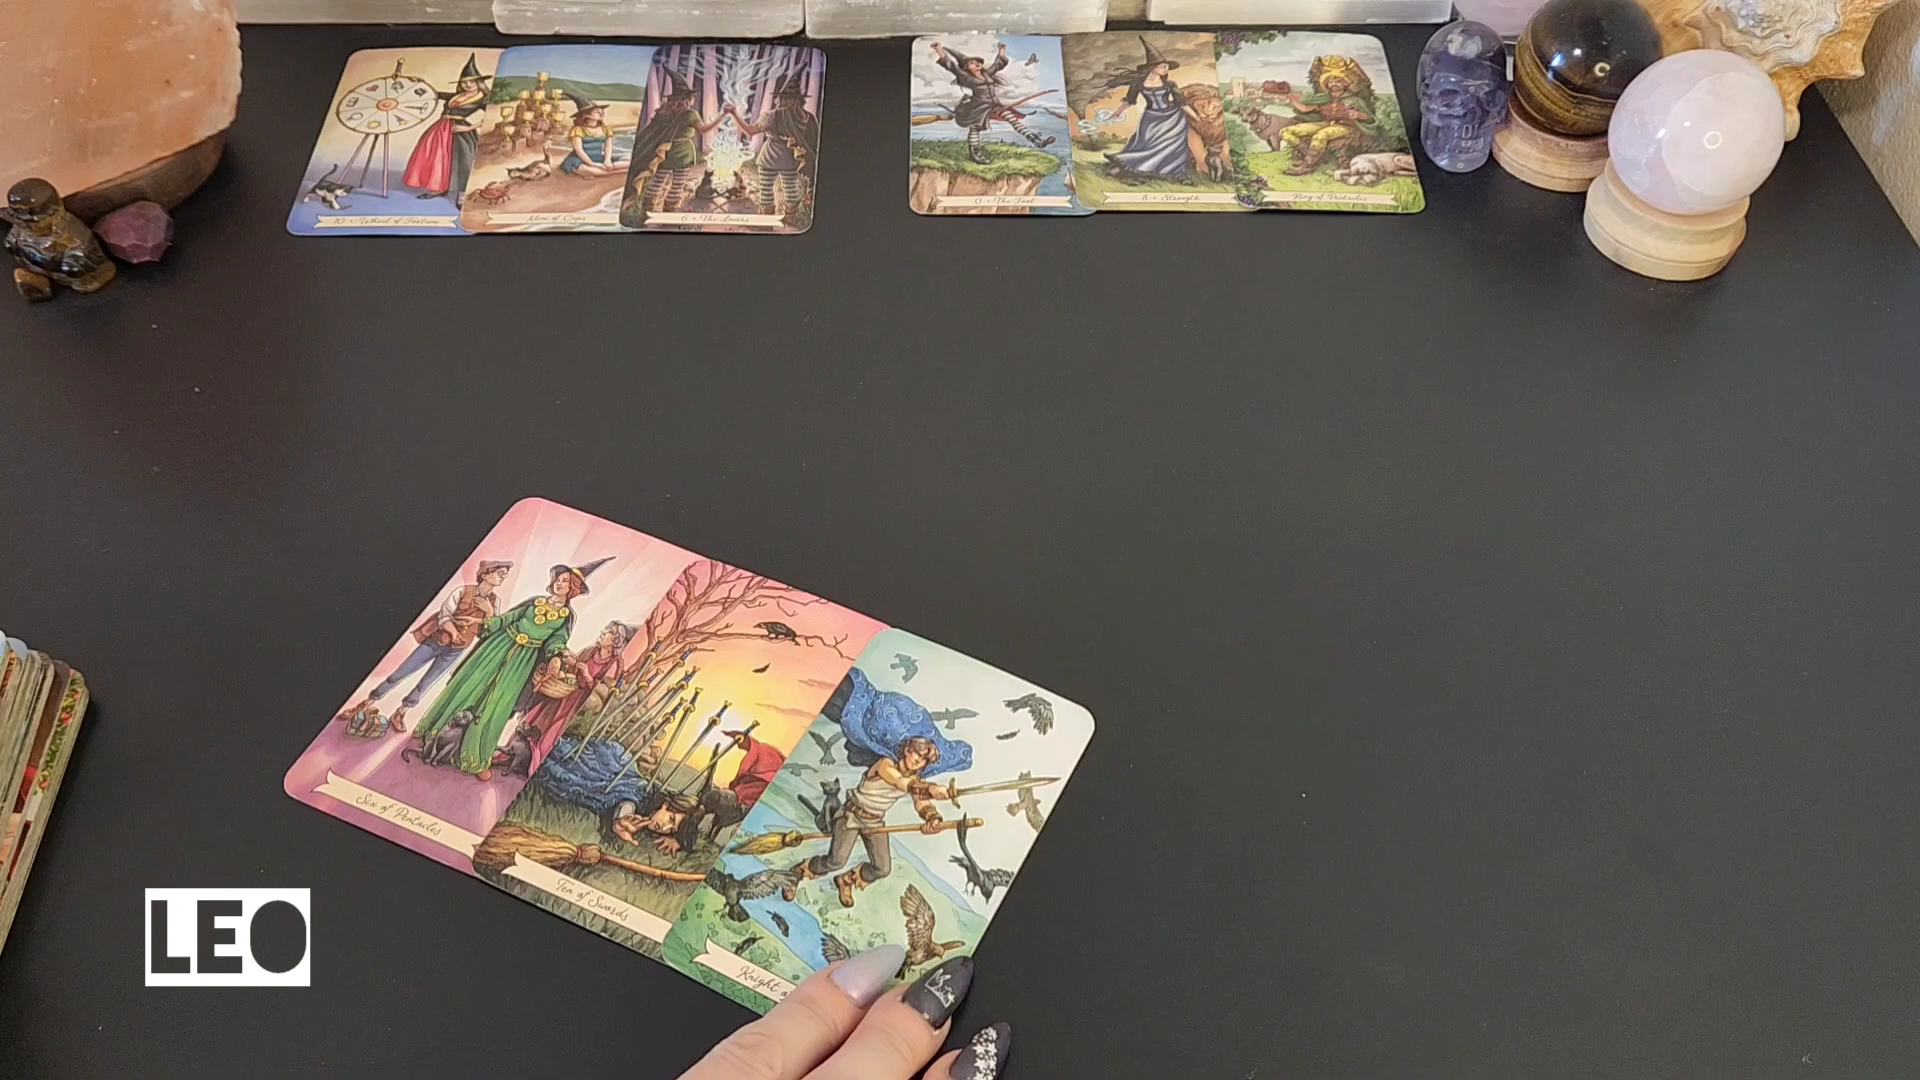 10 • Wheel of Fortune
Nine of Cups
6 • The Lovers
0 • The Fool
8 • Strength
King of Pentacles
Six of Pentacles
Ten of Swords
Knight of
LEO